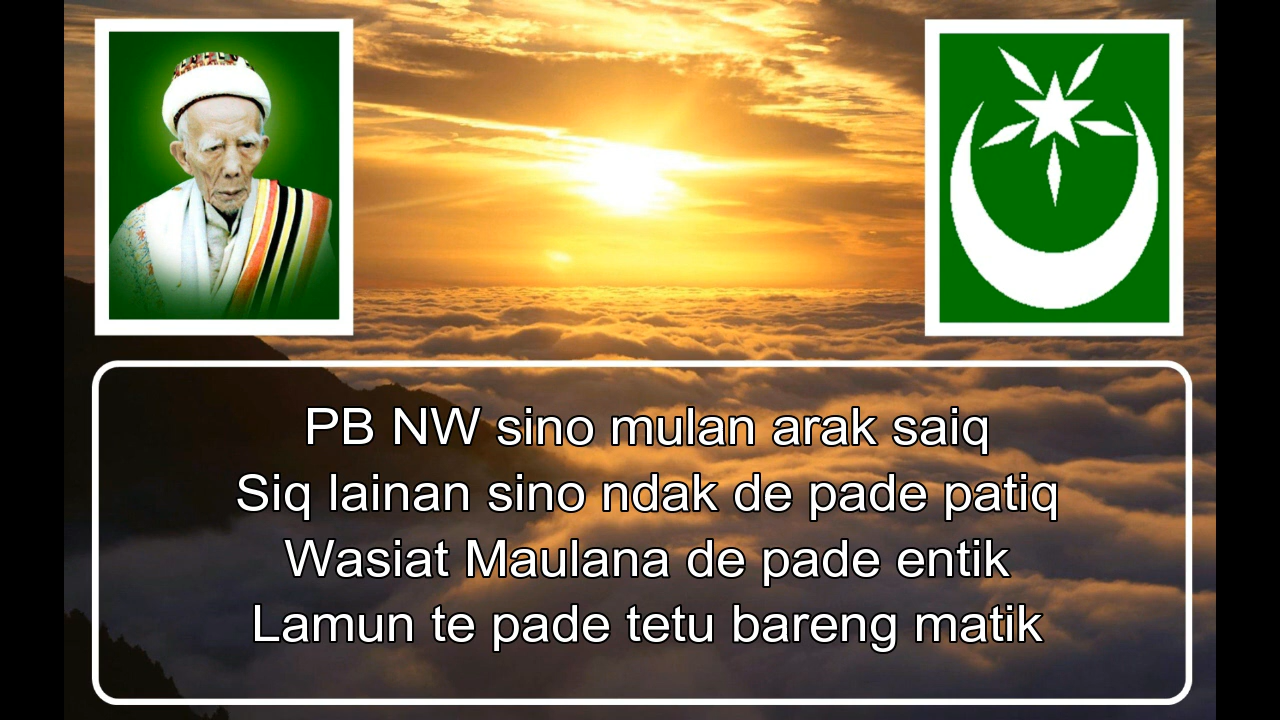 PB NW sino mulan arak saiq
Siq lainan sino ndak de pade patiq
Wasiat Maulana de pade entik
Lamun te pade tetu bareng matik